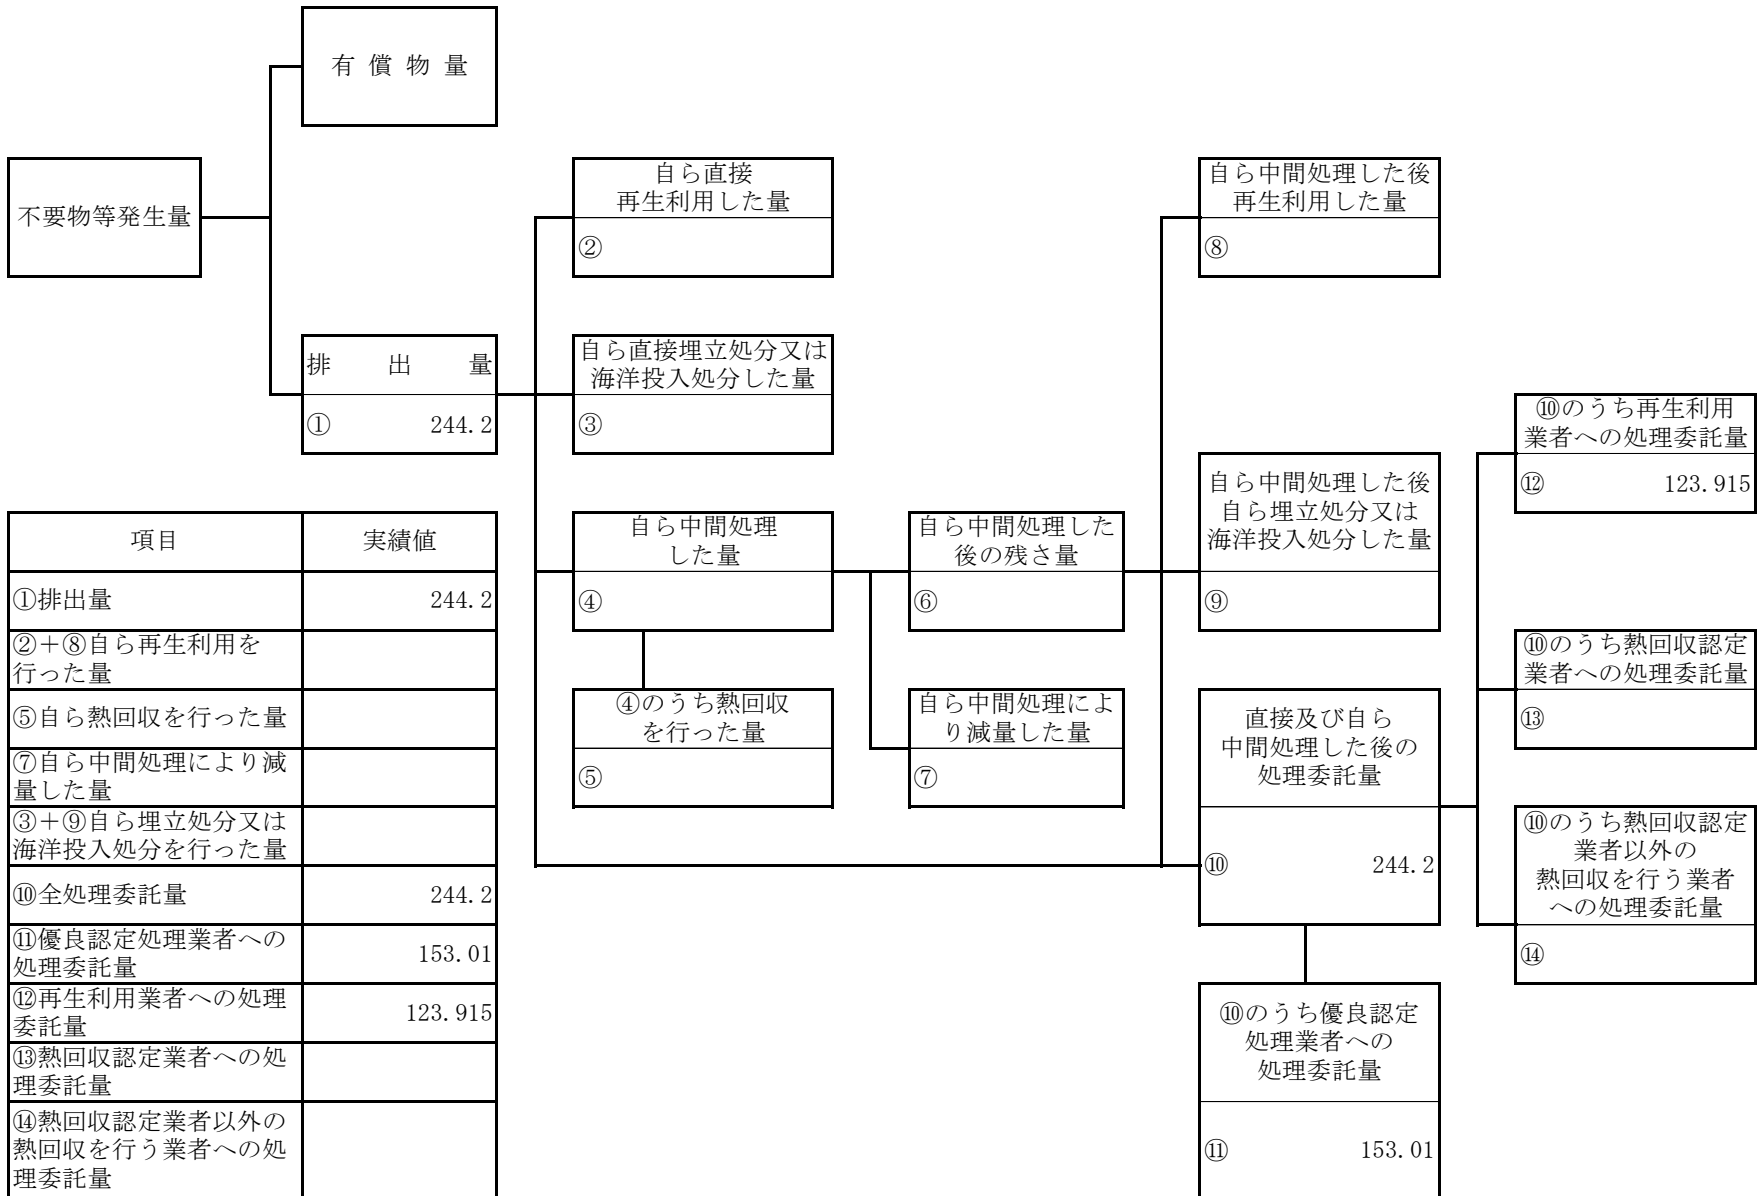 有償物量
不要物等発生量
自ら直接
再生利用した量
②
自ら中間処理した後
再生利用した量
⑧
排出量
① 244.2
自ら直接埋立処分又は
海洋投入処分した量
③
⑩のうち再生利用
業者への処理委託量
⑫ 123.915
自ら中間処理した後
自ら埋立処分又は
海洋投入処分した量
⑨
自ら中間処理
した量
④
自ら中間処理した
後の残さ量
⑥
④のうち熱回収
を行った量
⑤
自ら中間処理によ
り減量した量
⑦
⑩のうち熱回収認定
業者への処理委託量
⑬
直接及び自ら
中間処理した後の
処理委託量
⑩ 244.2
⑩のうち熱回収認定
業者以外の
熱回収を行う業者
への処理委託量
⑭
⑩のうち優良認定
処理業者への
処理委託量
⑪ 153.01
項目 実績値
①排出量 244.2
②＋⑧自ら再生利用を
行った量
⑤自ら熱回収を行った量
⑦自ら中間処理により減
量した量
③＋⑨自ら埋立処分又は
海洋投入処分を行った量
⑩全処理委託量 244.2
⑪優良認定処理業者への
処理委託量 153.01
⑫再生利用業者への処理
委託量 123.915
⑬熱回収認定業者への処
理委託量
⑭熱回収認定業者以外の
熱回収を行う業者への処
理委託量